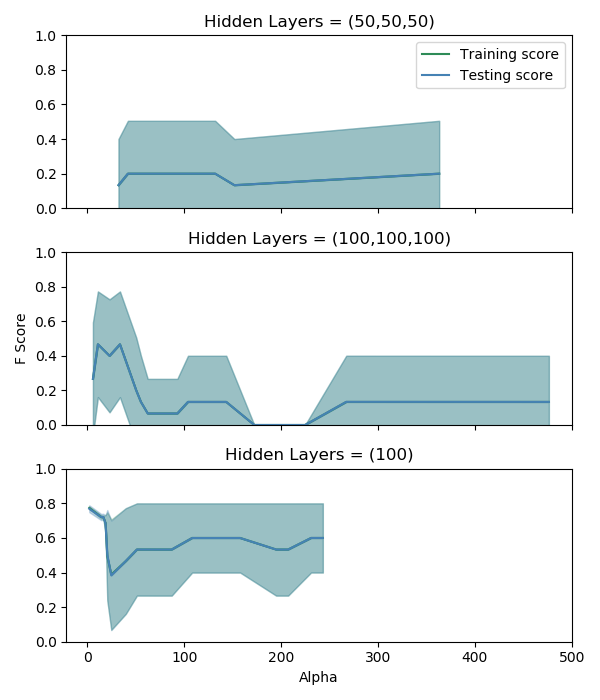 Hidden Layers = (50,50,50)
1.0
0.8
0.6
0.4
0.2
0.0
Training score
Testing score
Hidden Layers = (100,100,100)
1.0
0.8
0.6
0.4
0.2
0.0
F Score
Hidden Layers = (100)
1.0
0.8
0.6
0.4
0.2
0.0
0 100 200 300 400 500
Alpha